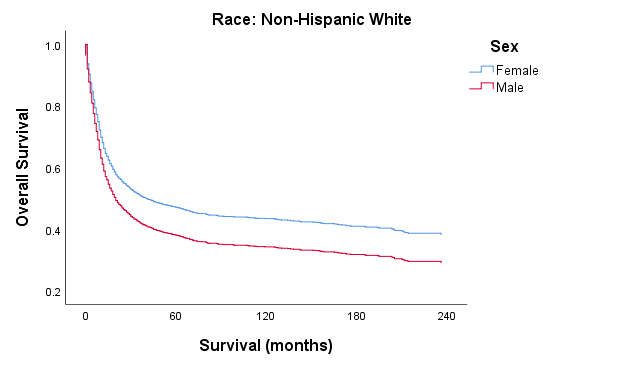 Race: Non-Hispanic White
Sex
Female
Male
Overall Survival
1.0
0.8
0.6
0.4
0.2
0 60 120 180 240
Survival (months)